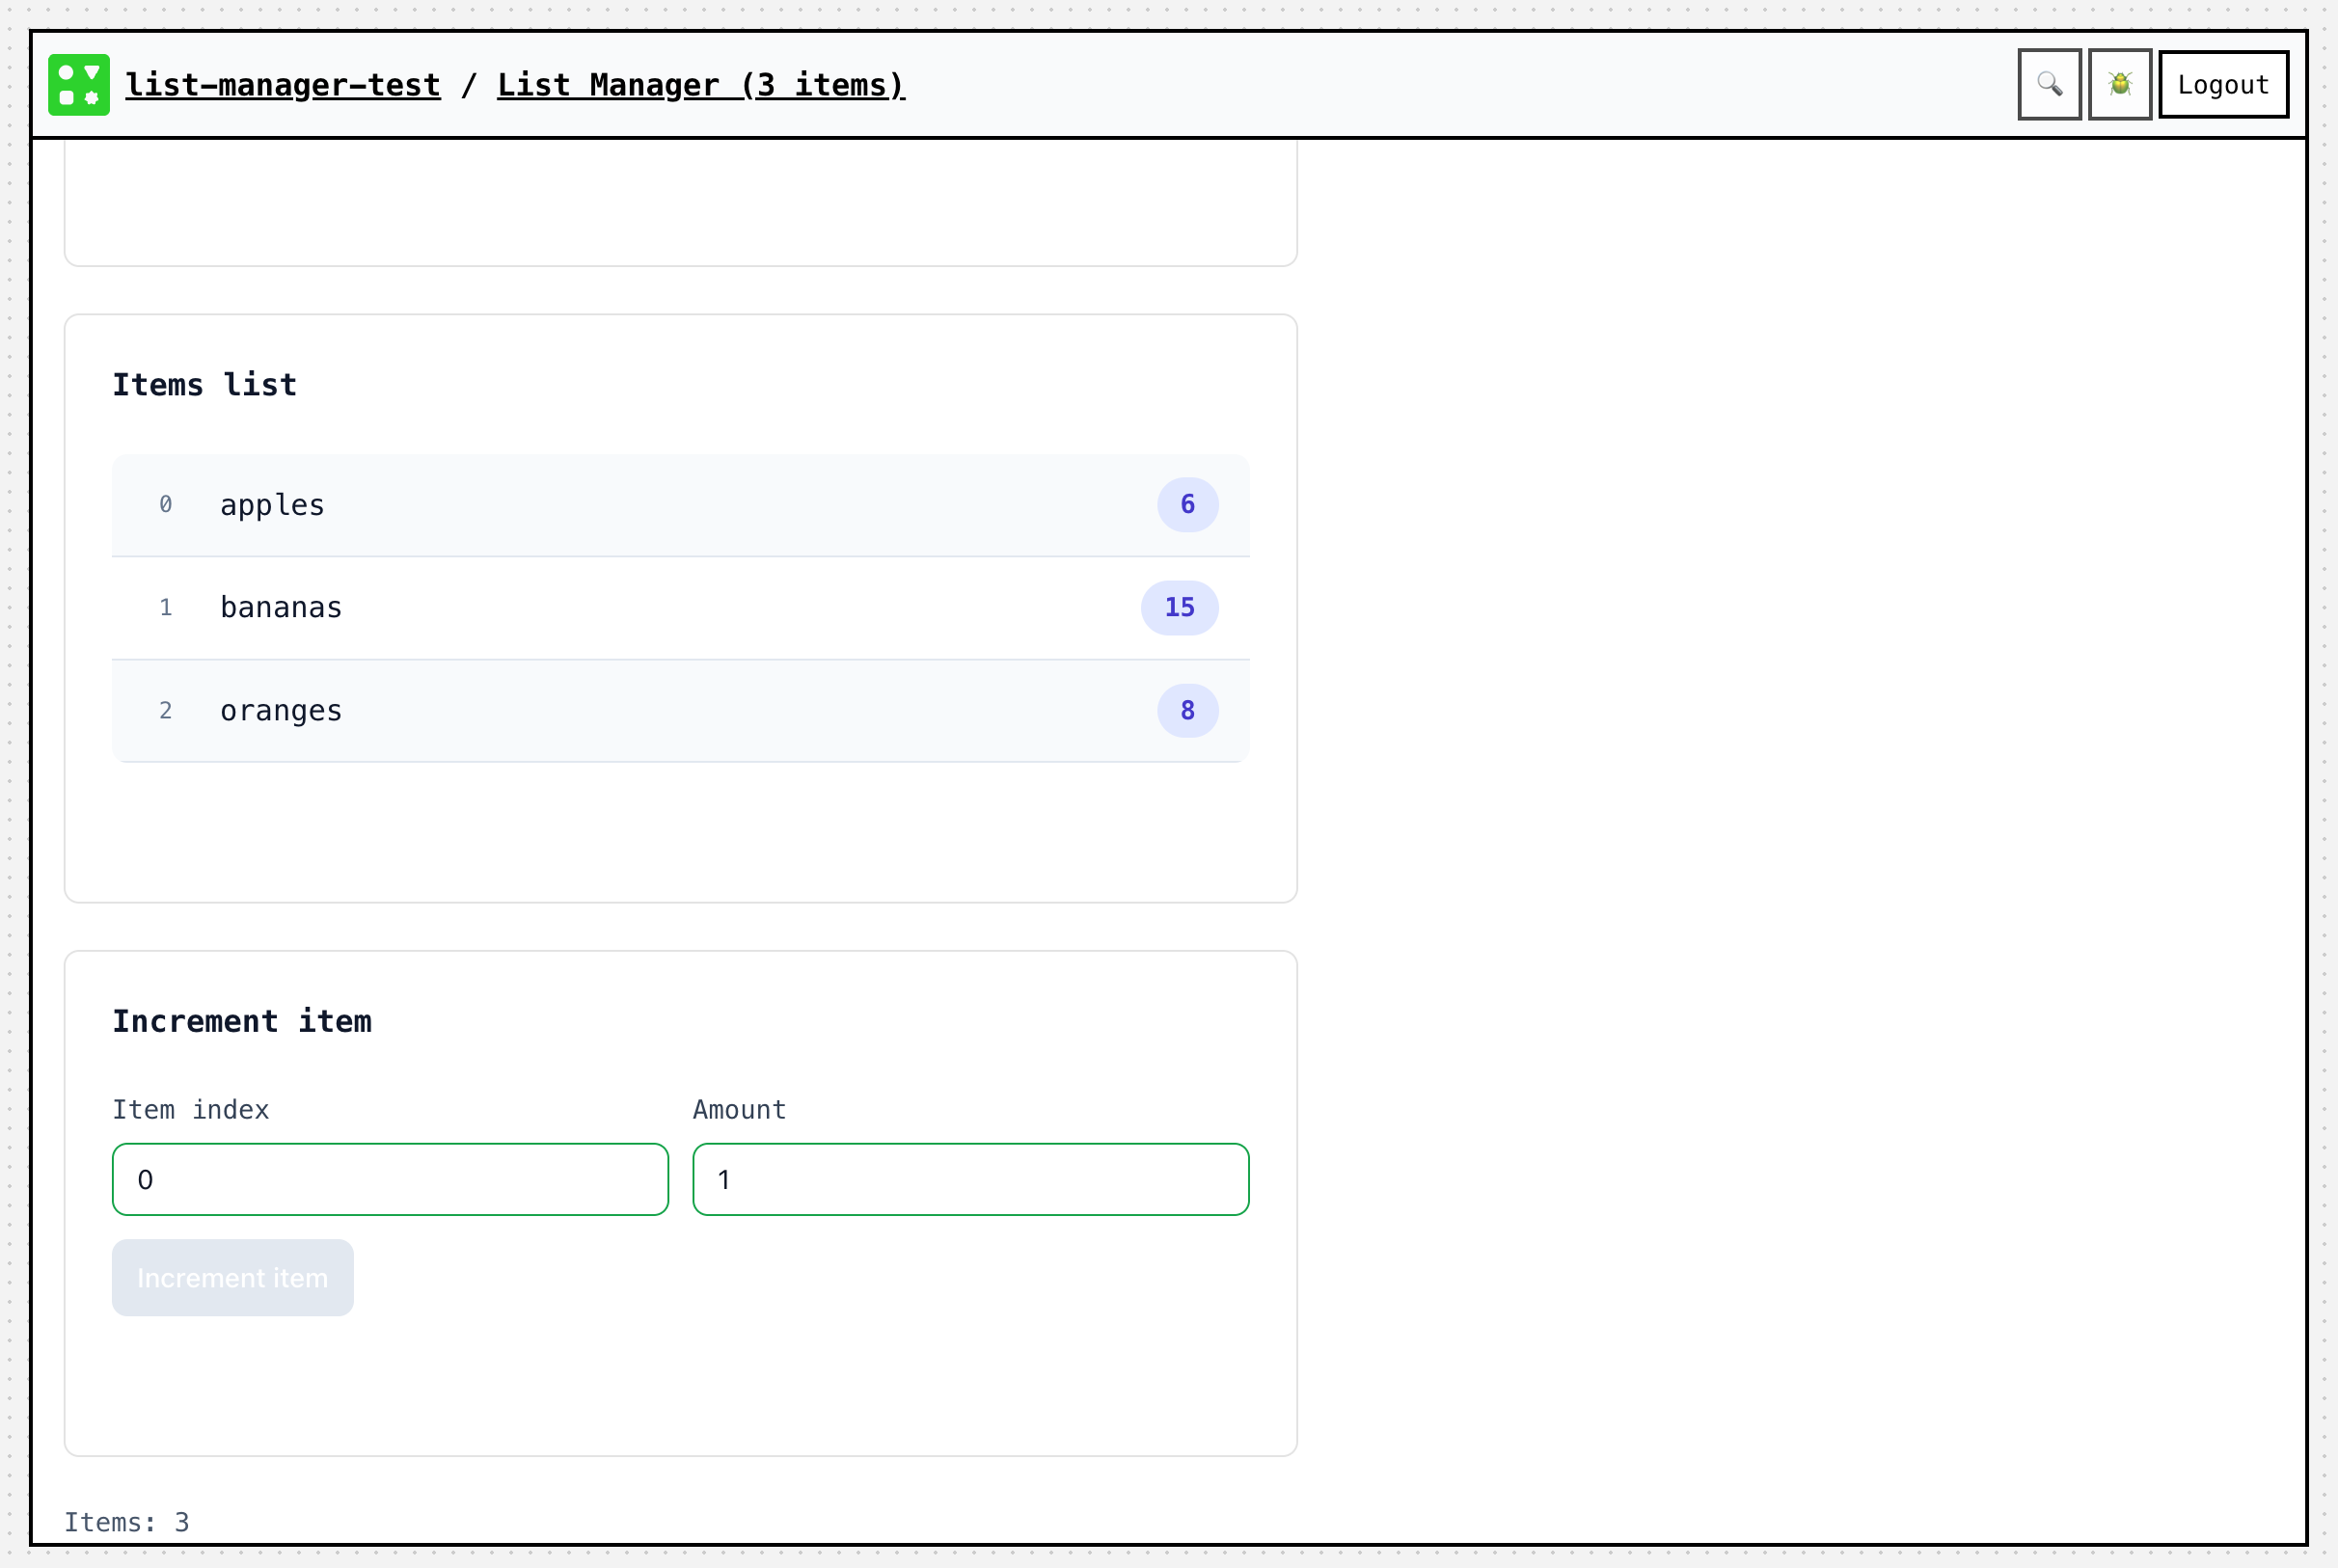 list-manager-test / List Manager (3 items)
Logout
Items list
0 apples 6
1 bananas 15
2 oranges 8
Increment item
Item index Amount
0 1
Increment item
Items: 3